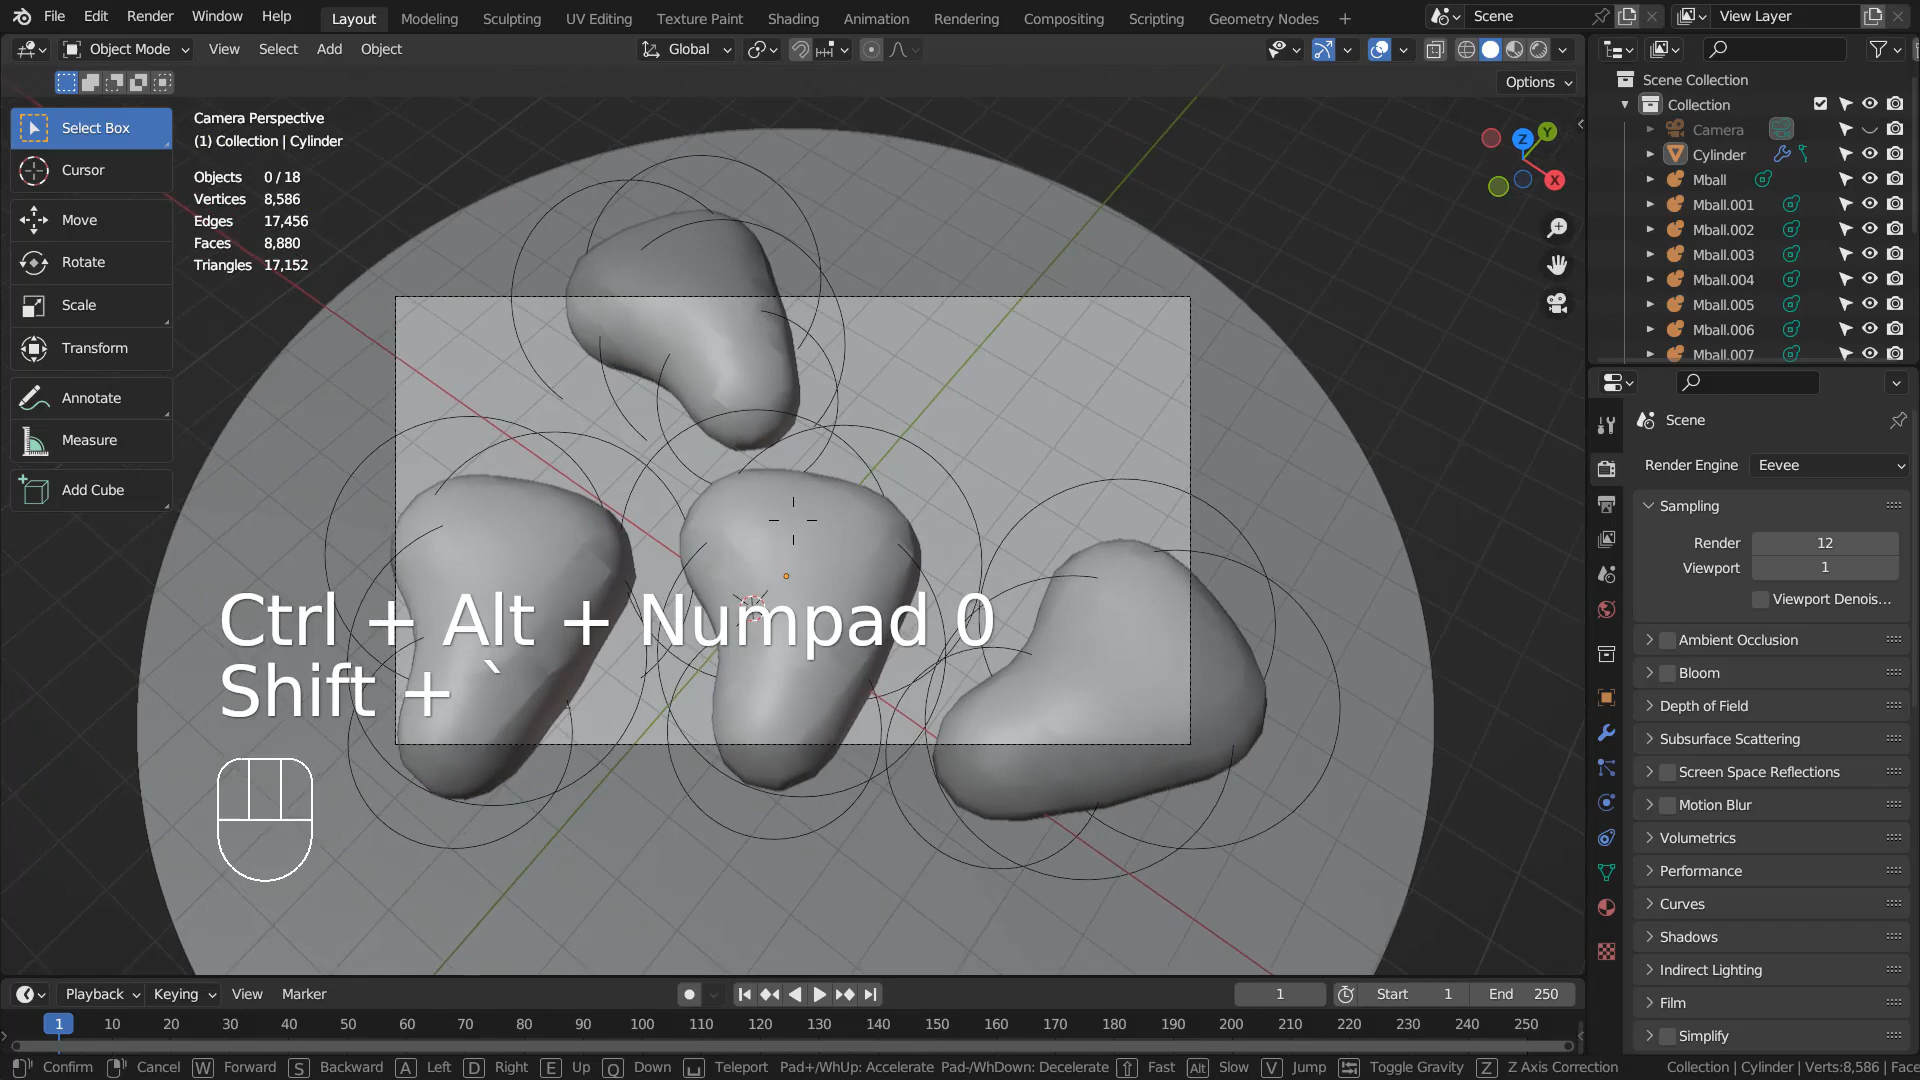 File Edit Render Window Help Layout Modeling Sculpting UV Editing Texture Paint Shading Animation Rendering Compositing Scripting Geometry Nodes + Scene View Layer
Object Mode View Select Add Object Global
Options
Select Box
Cursor
Move
Rotate
Scale
Transform
Annotate
Measure
Add Cube
Camera Perspective
(1) Collection | Cylinder
Objects 0 / 18
Vertices 8,586
Edges 17,456
Faces 8,880
Triangles 17,152
Z
Y
X
Ctrl + Alt + Numpad 0
Shift + `
Scene Collection
Collection
Camera
Cylinder
Mball
Mball.001
Mball.002
Mball.003
Mball.004
Mball.005
Mball.006
Mball.007
Scene
Render Engine Eevee
Sampling
Render 12
Viewport 1
Viewport Denois...
Ambient Occlusion
Bloom
Depth of Field
Subsurface Scattering
Screen Space Reflections
Motion Blur
Volumetrics
Performance
Curves
Shadows
Indirect Lighting
Film
Simplify
Playback Keying View Marker 1 Start 1 End 250
1 10 20 30 40 50 60 70 80 90 100 110 120 130 140 150 160 170 180 190 200 210 220 230 240 250
Confirm Cancel W Forward S Backward A Left D Right E Up Q Down Teleport Pad+/WhUp: Accelerate Pad-/WhDown: Decelerate Fast Alt Slow V Jump Toggle Gravity Z Z Axis Correction Collection | Cylinder | Verts:8,586 | Face